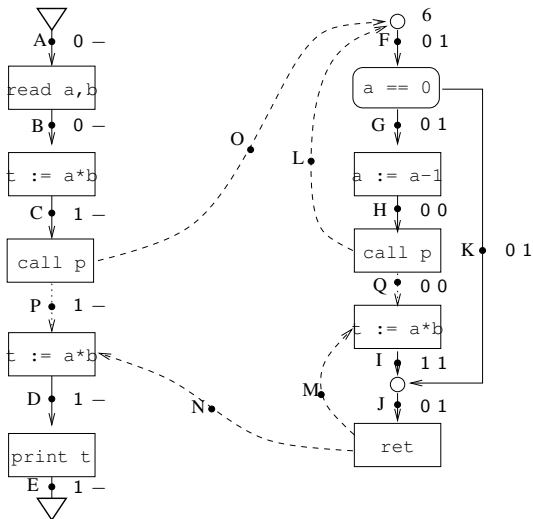 A 0 –
read a,b
B 0 –
t := a*b
C 1 –
call p
P 1 –
t := a*b
D 1 –
print t
E 1 –
O
L
N
M
6
F 0 1
a == 0
G 0 1
a := a-1
H 0 0
call p
K 0 1
Q 0 0
t := a*b
I 1 1
J 0 1
ret